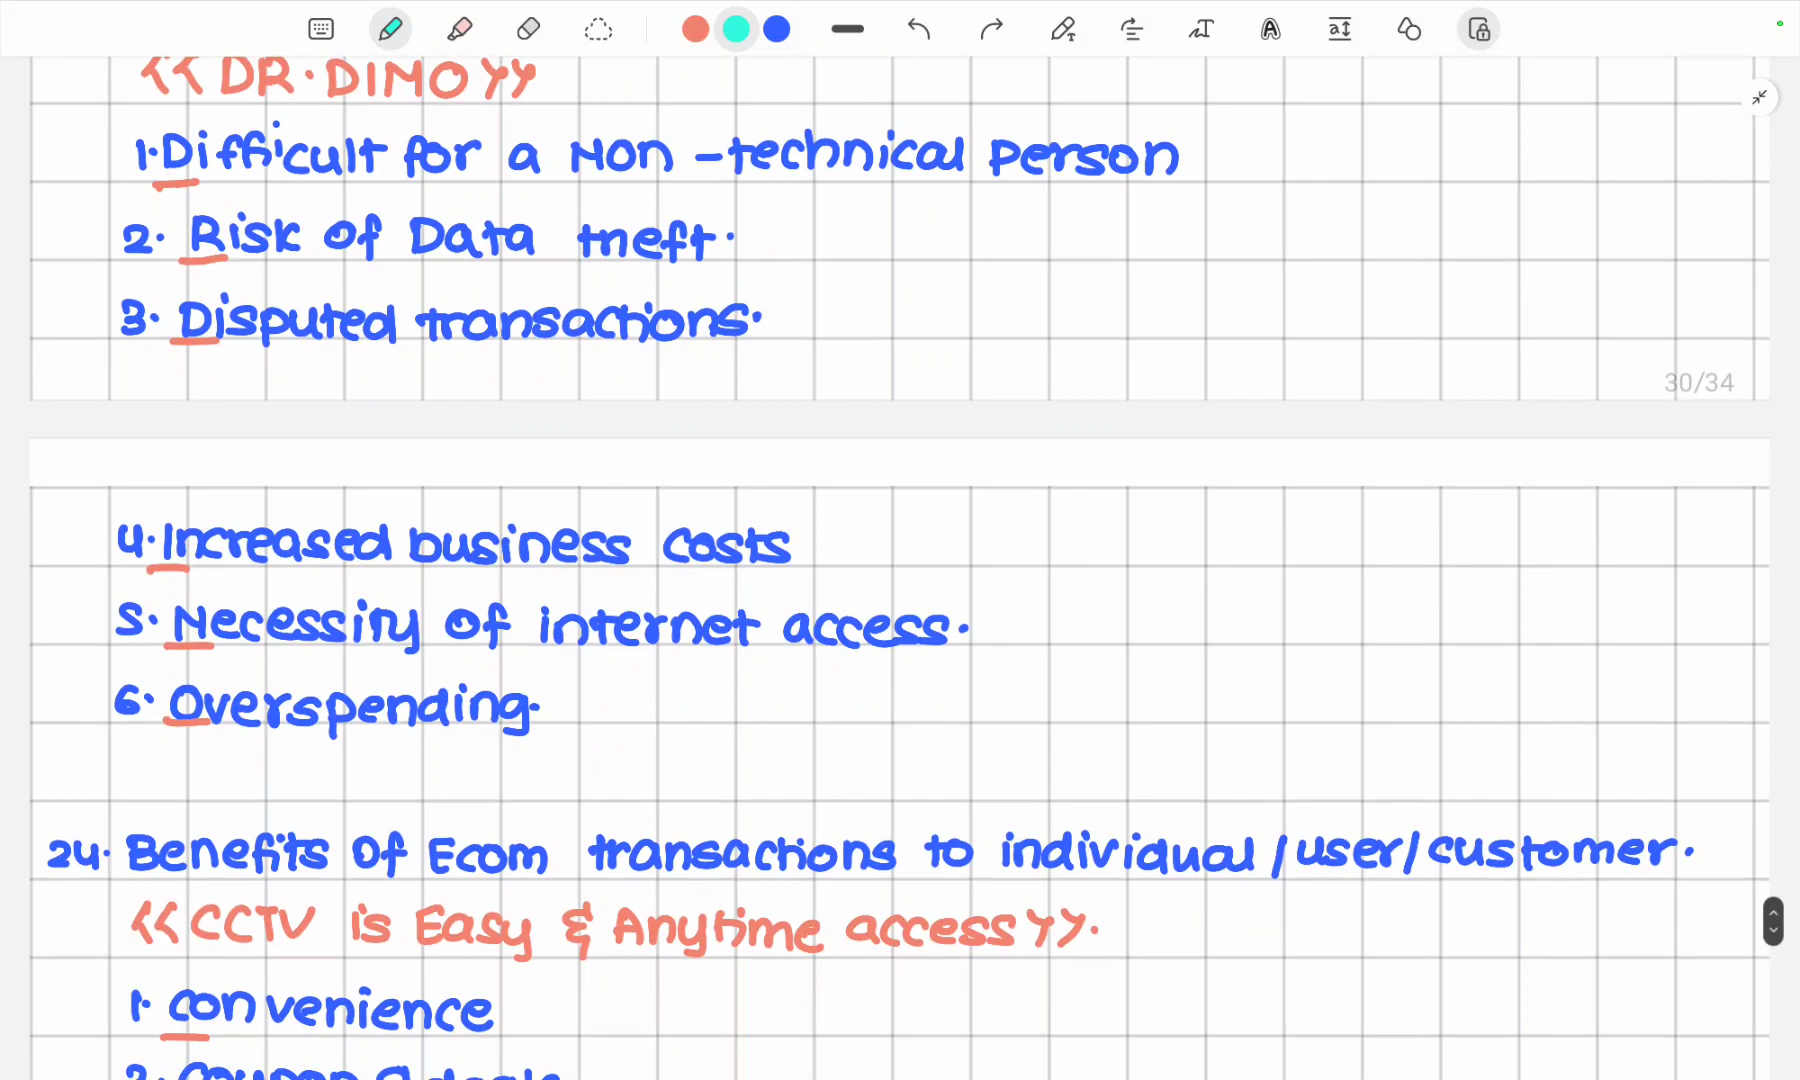 << DR. DIMO >>
1. Difficult for a Non - technical Person
2. Risk of Data theft.
3. Disputed transactions.
30/34
4. Increased business costs
5. Necessity of internet access.
6. Overspending.
24. Benefits Of Ecom transactions to individual/user/customer.
<< CCTV is Easy & Anytime access >>.
1. convenience
2. Coupon